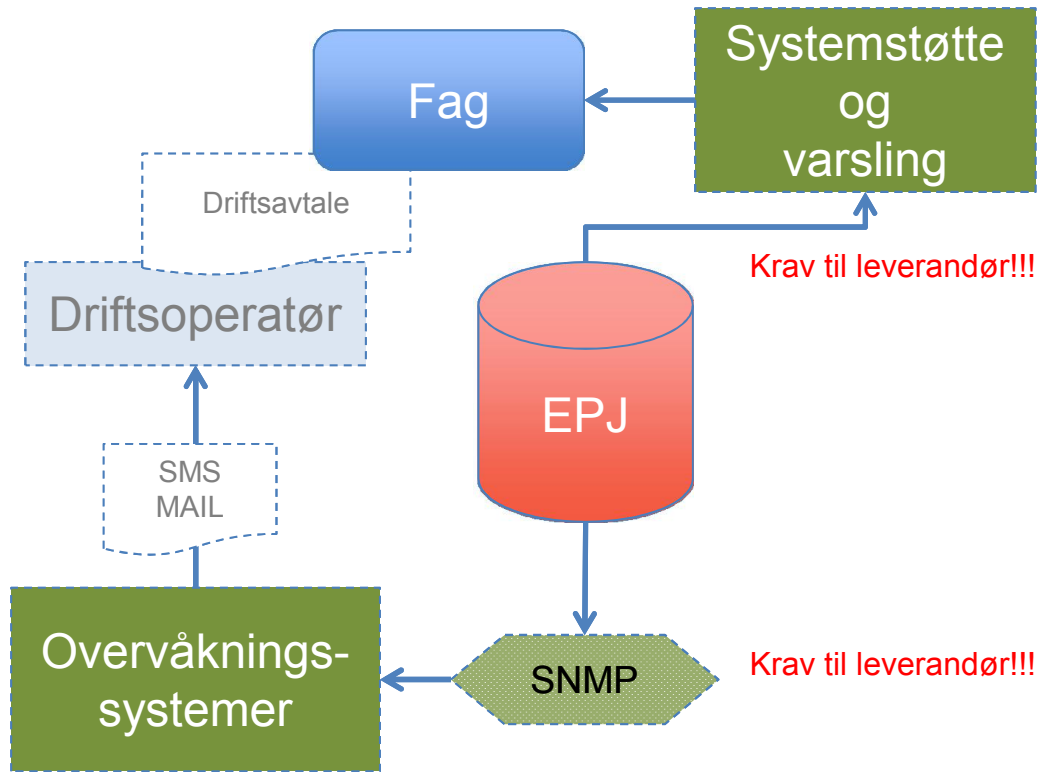 Systemstøtte
og
varsling
Fag
Driftsavtale
Krav til leverandør!!!
Driftsoperatør
EPJ
SMS
MAIL
Overvåknings-
systemer
SNMP
Krav til leverandør!!!